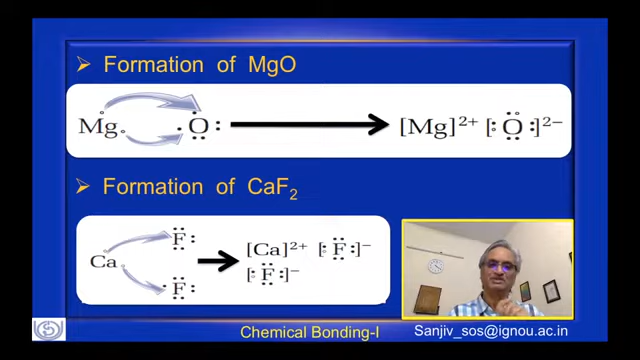 ➢ Formation of MgO
Mg O → [Mg]²⁺ [:Ö:]²⁻
➢ Formation of CaF₂
F
Ca → [Ca]²⁺ [:F:]⁻
[:F:]⁻
F
Chemical Bonding-I
Sanjiv_sos@ignou.ac.in